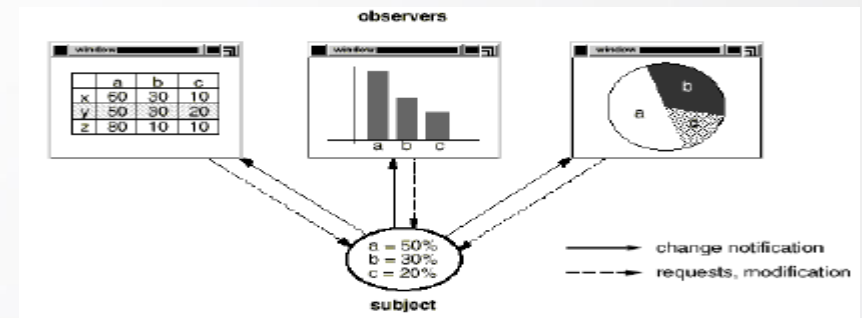 observers
window
window
window
a b c
x 60 30 10
y 50 30 20
z 80 10 10
a b c
a
b
c
a = 50%
b = 30%
c = 20%
subject
change notification
requests, modification